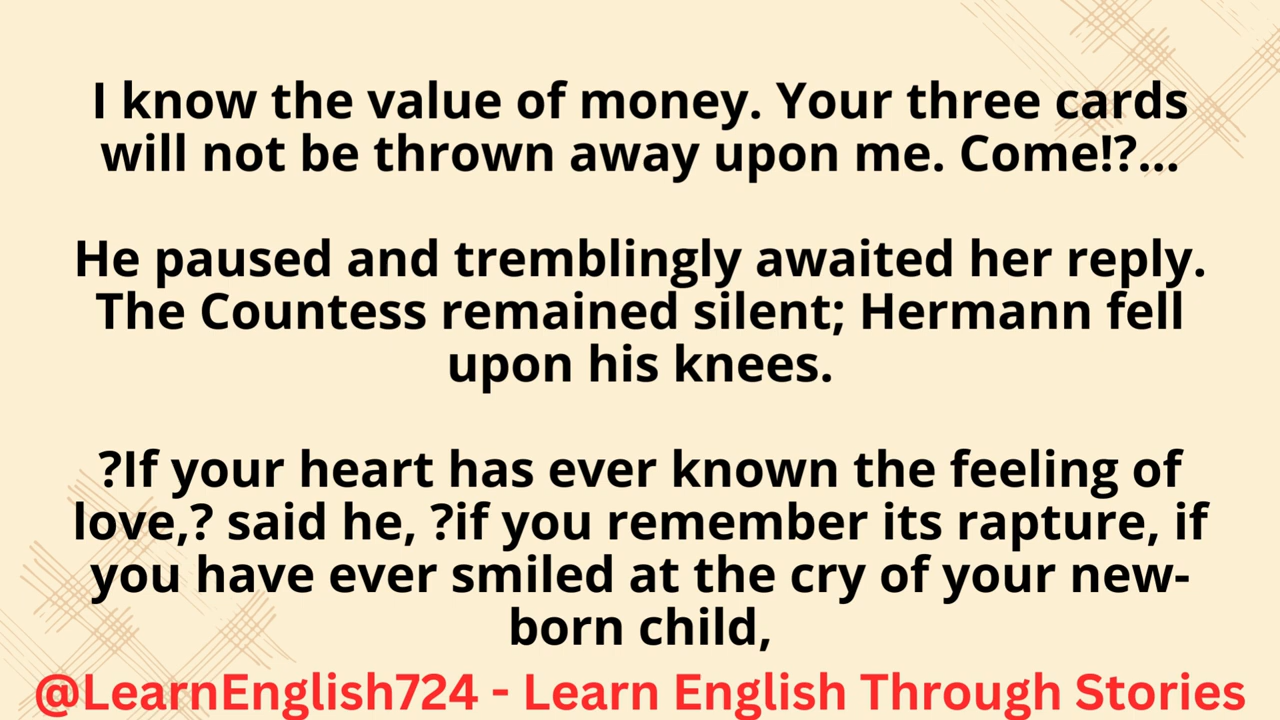 I know the value of money. Your three cards
will not be thrown away upon me. Come!?...
He paused and tremblingly awaited her reply.
The Countess remained silent; Hermann fell
upon his knees.
?If your heart has ever known the feeling of
love,? said he, ?if you remember its rapture, if
you have ever smiled at the cry of your new-
born child,
@LearnEnglish724 - Learn English Through Stories